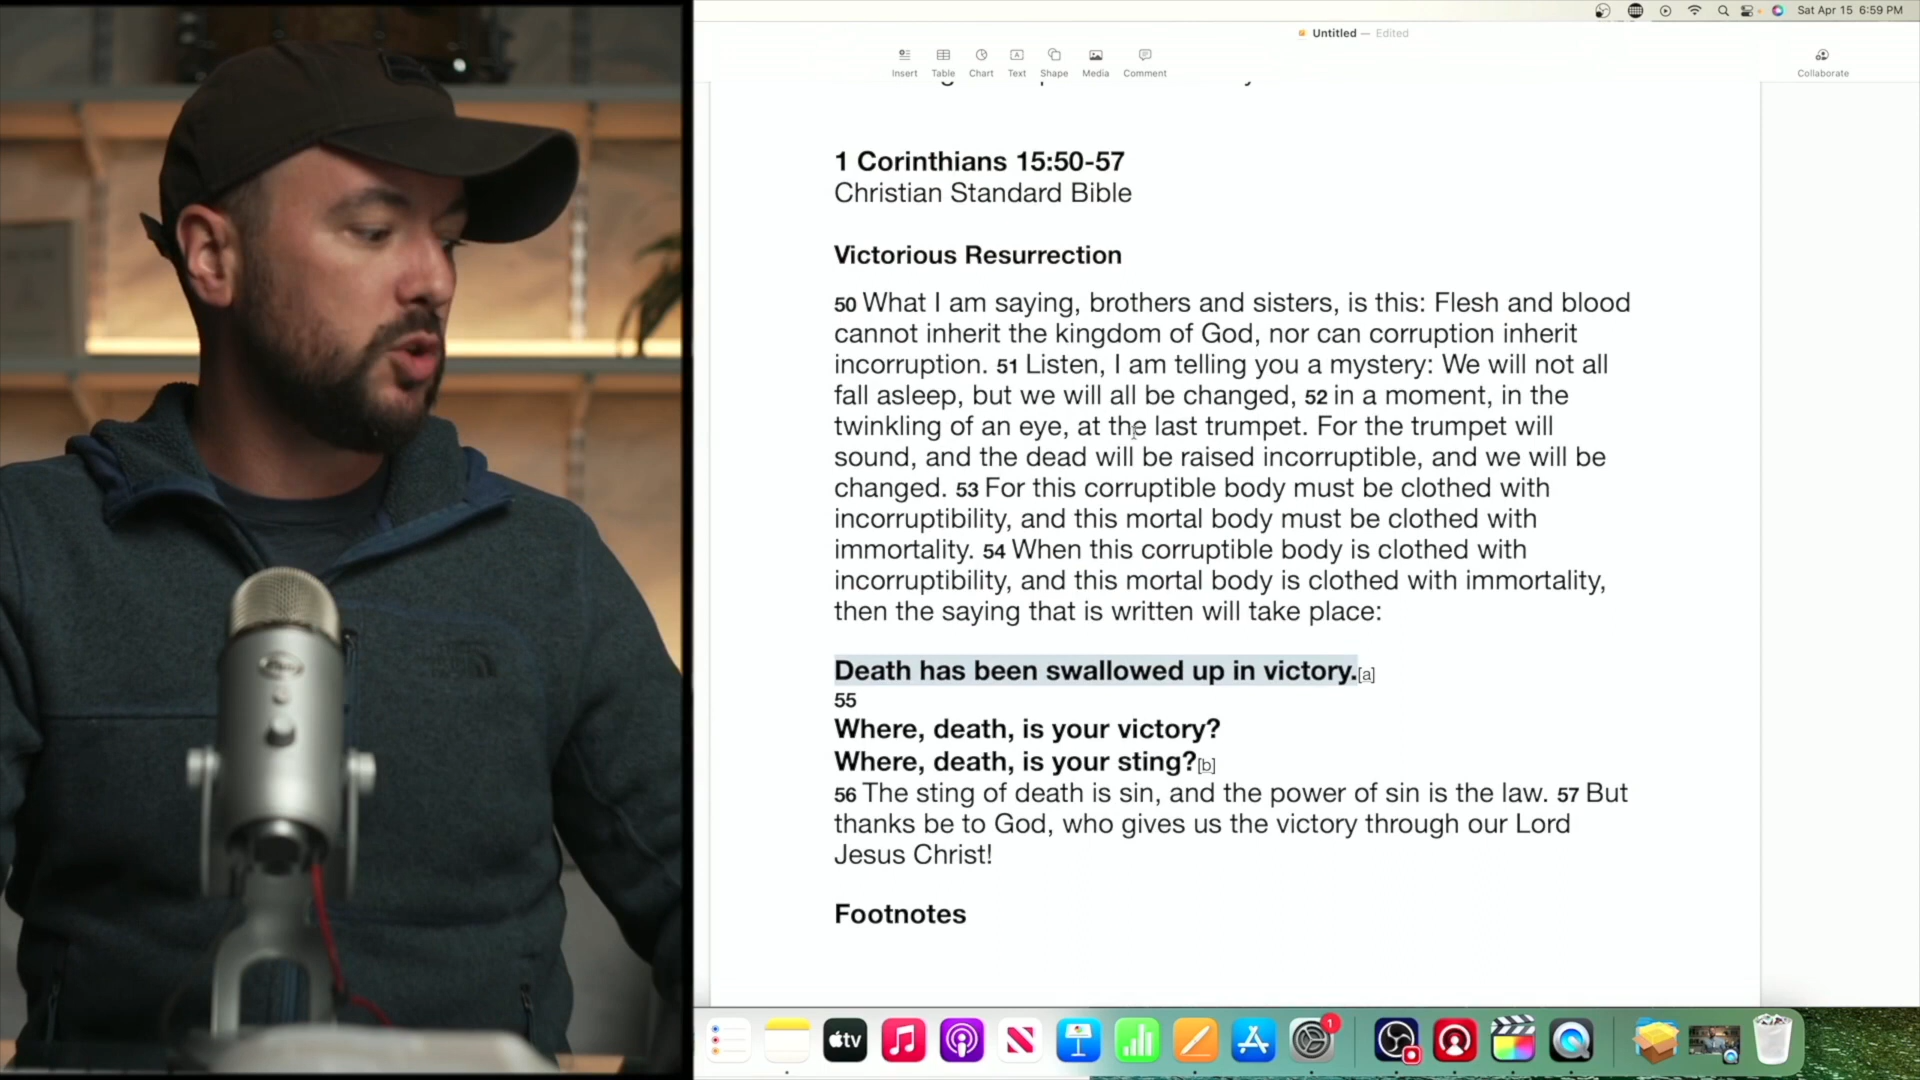 Sat Apr 15 6:59 PM
Untitled — Edited
Insert
Table
Chart
Text
Shape
Media
Comment
Collaborate
1 Corinthians 15:50-57
Christian Standard Bible
Victorious Resurrection
50 What I am saying, brothers and sisters, is this: Flesh and blood
cannot inherit the kingdom of God, nor can corruption inherit
incorruption. 51 Listen, I am telling you a mystery: We will not all
fall asleep, but we will all be changed, 52 in a moment, in the
twinkling of an eye, at the last trumpet. For the trumpet will
sound, and the dead will be raised incorruptible, and we will be
changed. 53 For this corruptible body must be clothed with
incorruptibility, and this mortal body must be clothed with
immortality. 54 When this corruptible body is clothed with
incorruptibility, and this mortal body is clothed with immortality,
then the saying that is written will take place:
Death has been swallowed up in victory.[a]
55
Where, death, is your victory?
Where, death, is your sting?[b]
56 The sting of death is sin, and the power of sin is the law. 57 But
thanks be to God, who gives us the victory through our Lord
Jesus Christ!
Footnotes
tv
1